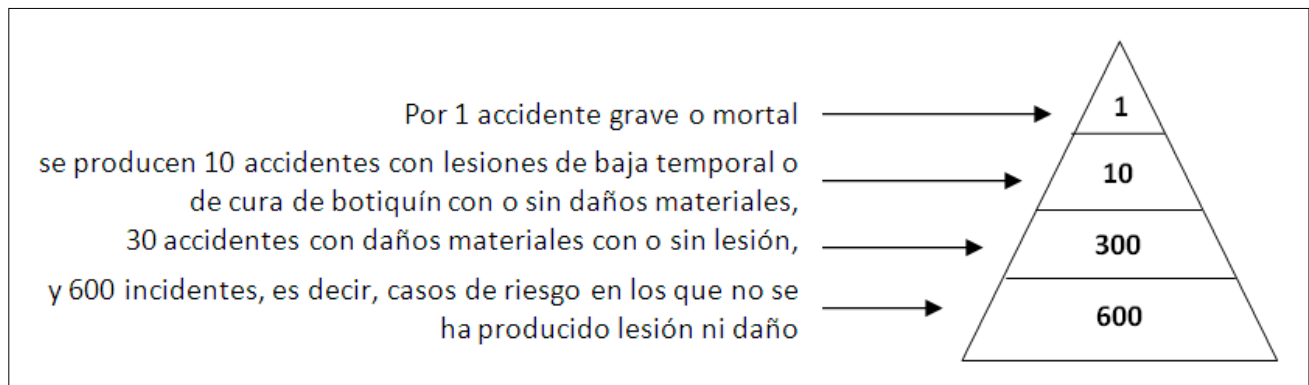 Por 1 accidente grave o mortal
se producen 10 accidentes con lesiones de baja temporal o
de cura de botiquín con o sin daños materiales,
30 accidentes con daños materiales con o sin lesión,
y 600 incidentes, es decir, casos de riesgo en los que no se
ha producido lesión ni daño
1
10
300
600